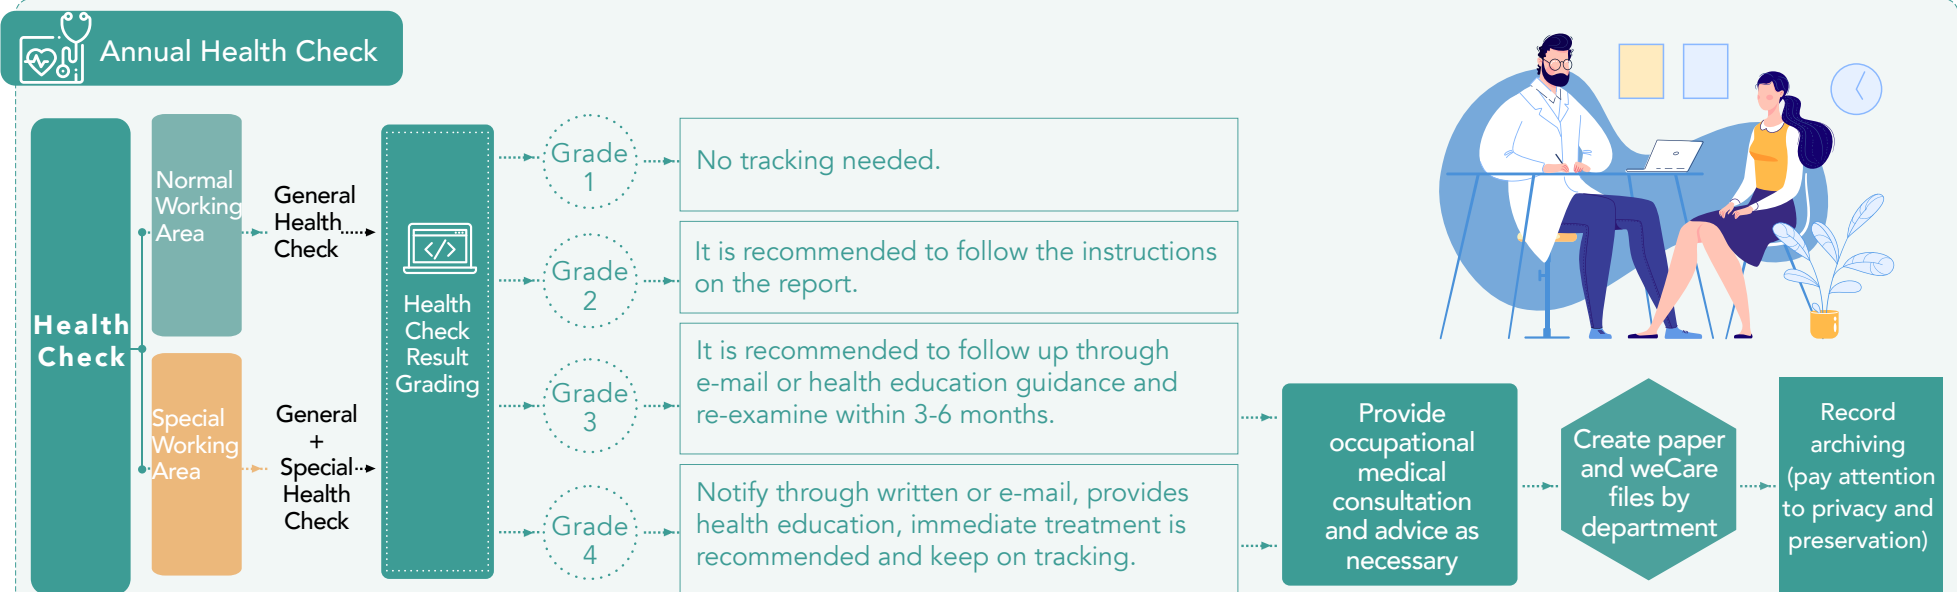 Annual Health Check
Health
Check
Normal
Working
Area
General
Health
Check
Special
Working
Area
General
+
Special
Health
Check
</>
Health
Check
Result
Grading
Grade
1
No tracking needed.
Grade
2
It is recommended to follow the instructions
on the report.
Grade
3
It is recommended to follow up through
e-mail or health education guidance and
re-examine within 3-6 months.
Grade
4
Notify through written or e-mail, provides
health education, immediate treatment is
recommended and keep on tracking.
Provide
occupational
medical
consultation
and advice as
necessary
Create paper
and weCare
files by
department
Record
archiving
(pay attention
to privacy and
preservation)